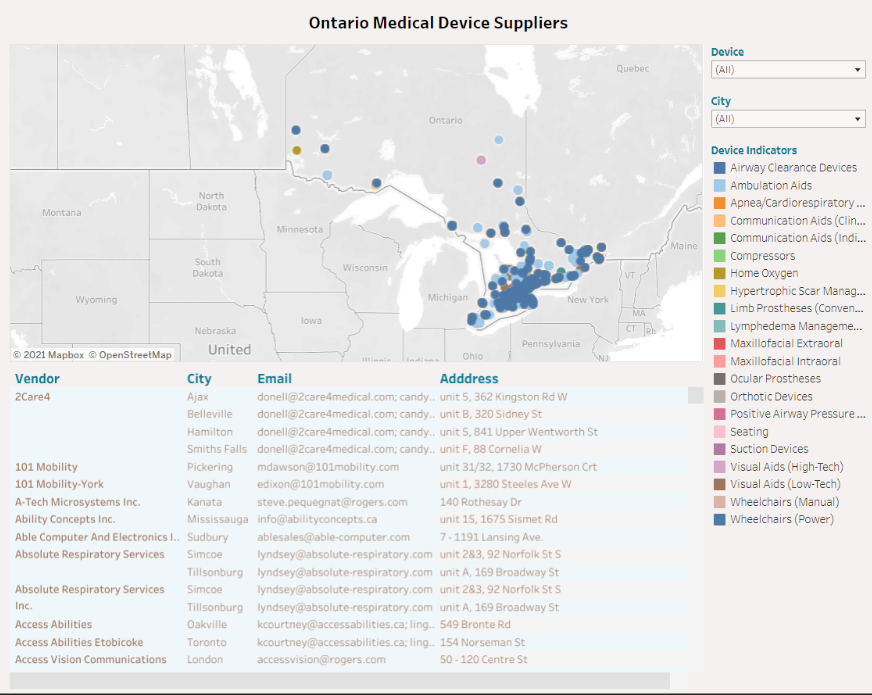 Ontario Medical Device Suppliers
Quebec
Ontario
Montana
North
Dakota
Minnesota
South
Dakota
Wisconsin
Michigan
Wyoming
Iowa
Nebraska
United
Illinois
Indiana
Ohio
Pennsylvania
New York
Maine
VT
MA
CT
NJ
© 2021 Mapbox © OpenStreetMap
Device
(All)
City
(All)
Device Indicators
Airway Clearance Devices
Ambulation Aids
Apnea/Cardiorespiratory ...
Communication Aids (Clin...
Communication Aids (Indi...
Compressors
Home Oxygen
Hypertrophic Scar Manag...
Limb Prostheses (Conven...
Lymphedema Manageme...
Maxillofacial Extraoral
Maxillofacial Intraoral
Ocular Prostheses
Orthotic Devices
Positive Airway Pressure ...
Seating
Suction Devices
Visual Aids (High-Tech)
Visual Aids (Low-Tech)
Wheelchairs (Manual)
Wheelchairs (Power)
Vendor City Email Adddress
2Care4 Ajax donell@2care4medical.com; candy.. unit 5, 362 Kingston Rd W
Belleville donell@2care4medical.com; candy.. unit B, 320 Sidney St
Hamilton donell@2care4medical.com; candy.. unit 5, 841 Upper Wentworth St
Smiths Falls donell@2care4medical.com; candy.. unit F, 88 Cornelia W
101 Mobility Pickering mdawson@101mobility.com unit 31/32, 1730 McPherson Crt
101 Mobility-York Vaughan edixon@101mobility.com unit 1, 3280 Steeles Ave W
A-Tech Microsystems Inc. Kanata steve.pequegnat@rogers.com 140 Rothesay Dr
Ability Concepts Inc. Mississauga info@abilityconcepts.ca unit 15, 1675 Sismet Rd
Able Computer And Electronics I.. Sudbury ablesales@able-computer.com 7 - 1191 Lansing Ave.
Absolute Respiratory Services Simcoe lyndsey@absolute-respiratory.com unit 2&3, 92 Norfolk St S
Tillsonburg lyndsey@absolute-respiratory.com unit A, 169 Broadway St
Absolute Respiratory Services Simcoe lyndsey@absolute-respiratory.com unit 2&3, 92 Norfolk St S
Inc. Tillsonburg lyndsey@absolute-respiratory.com unit A, 169 Broadway St
Access Abilities Oakville kcourtney@accessabilities.ca; ling.. 549 Bronte Rd
Access Abilities Etobicoke Toronto kcourtney@accessabilities.ca; ling.. 154 Norseman St
Access Vision Communications London accessvision@rogers.com 50 - 120 Centre St